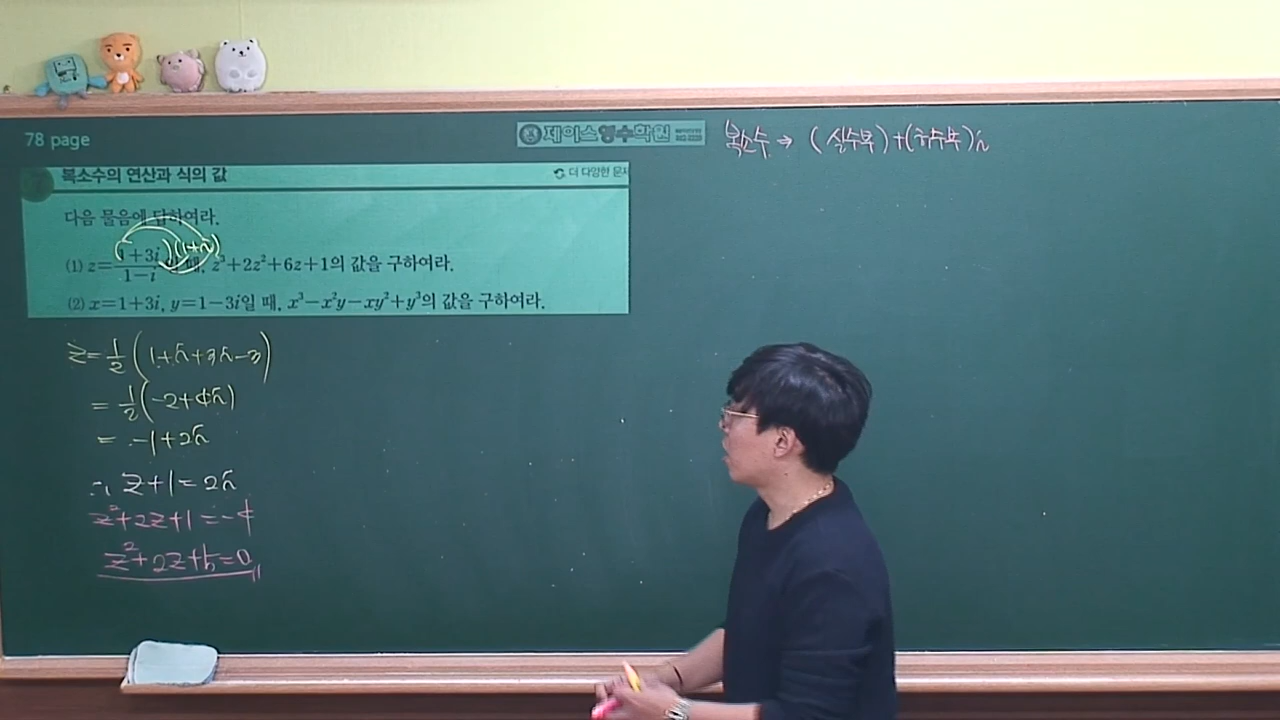 78 page
제이스영수학원
복소수 → (실수부)+(허수부)i
복소수의 연산과 식의 값
더 다양한 문제
다음 물음에 답하여라.
(1) z=(1+3i)/(1-i) 일 때, z³+2z²+6z+1의 값을 구하여라.
(1+i)
(2) x=1+3i, y=1-3i일 때, x³-x²y-xy²+y³의 값을 구하여라.
z=1/2(1+i+3i-3)
=1/2(-2+4i)
=-1+2i
∴ z+1=2i
z²+2z+1=-4
z²+2z+5=0